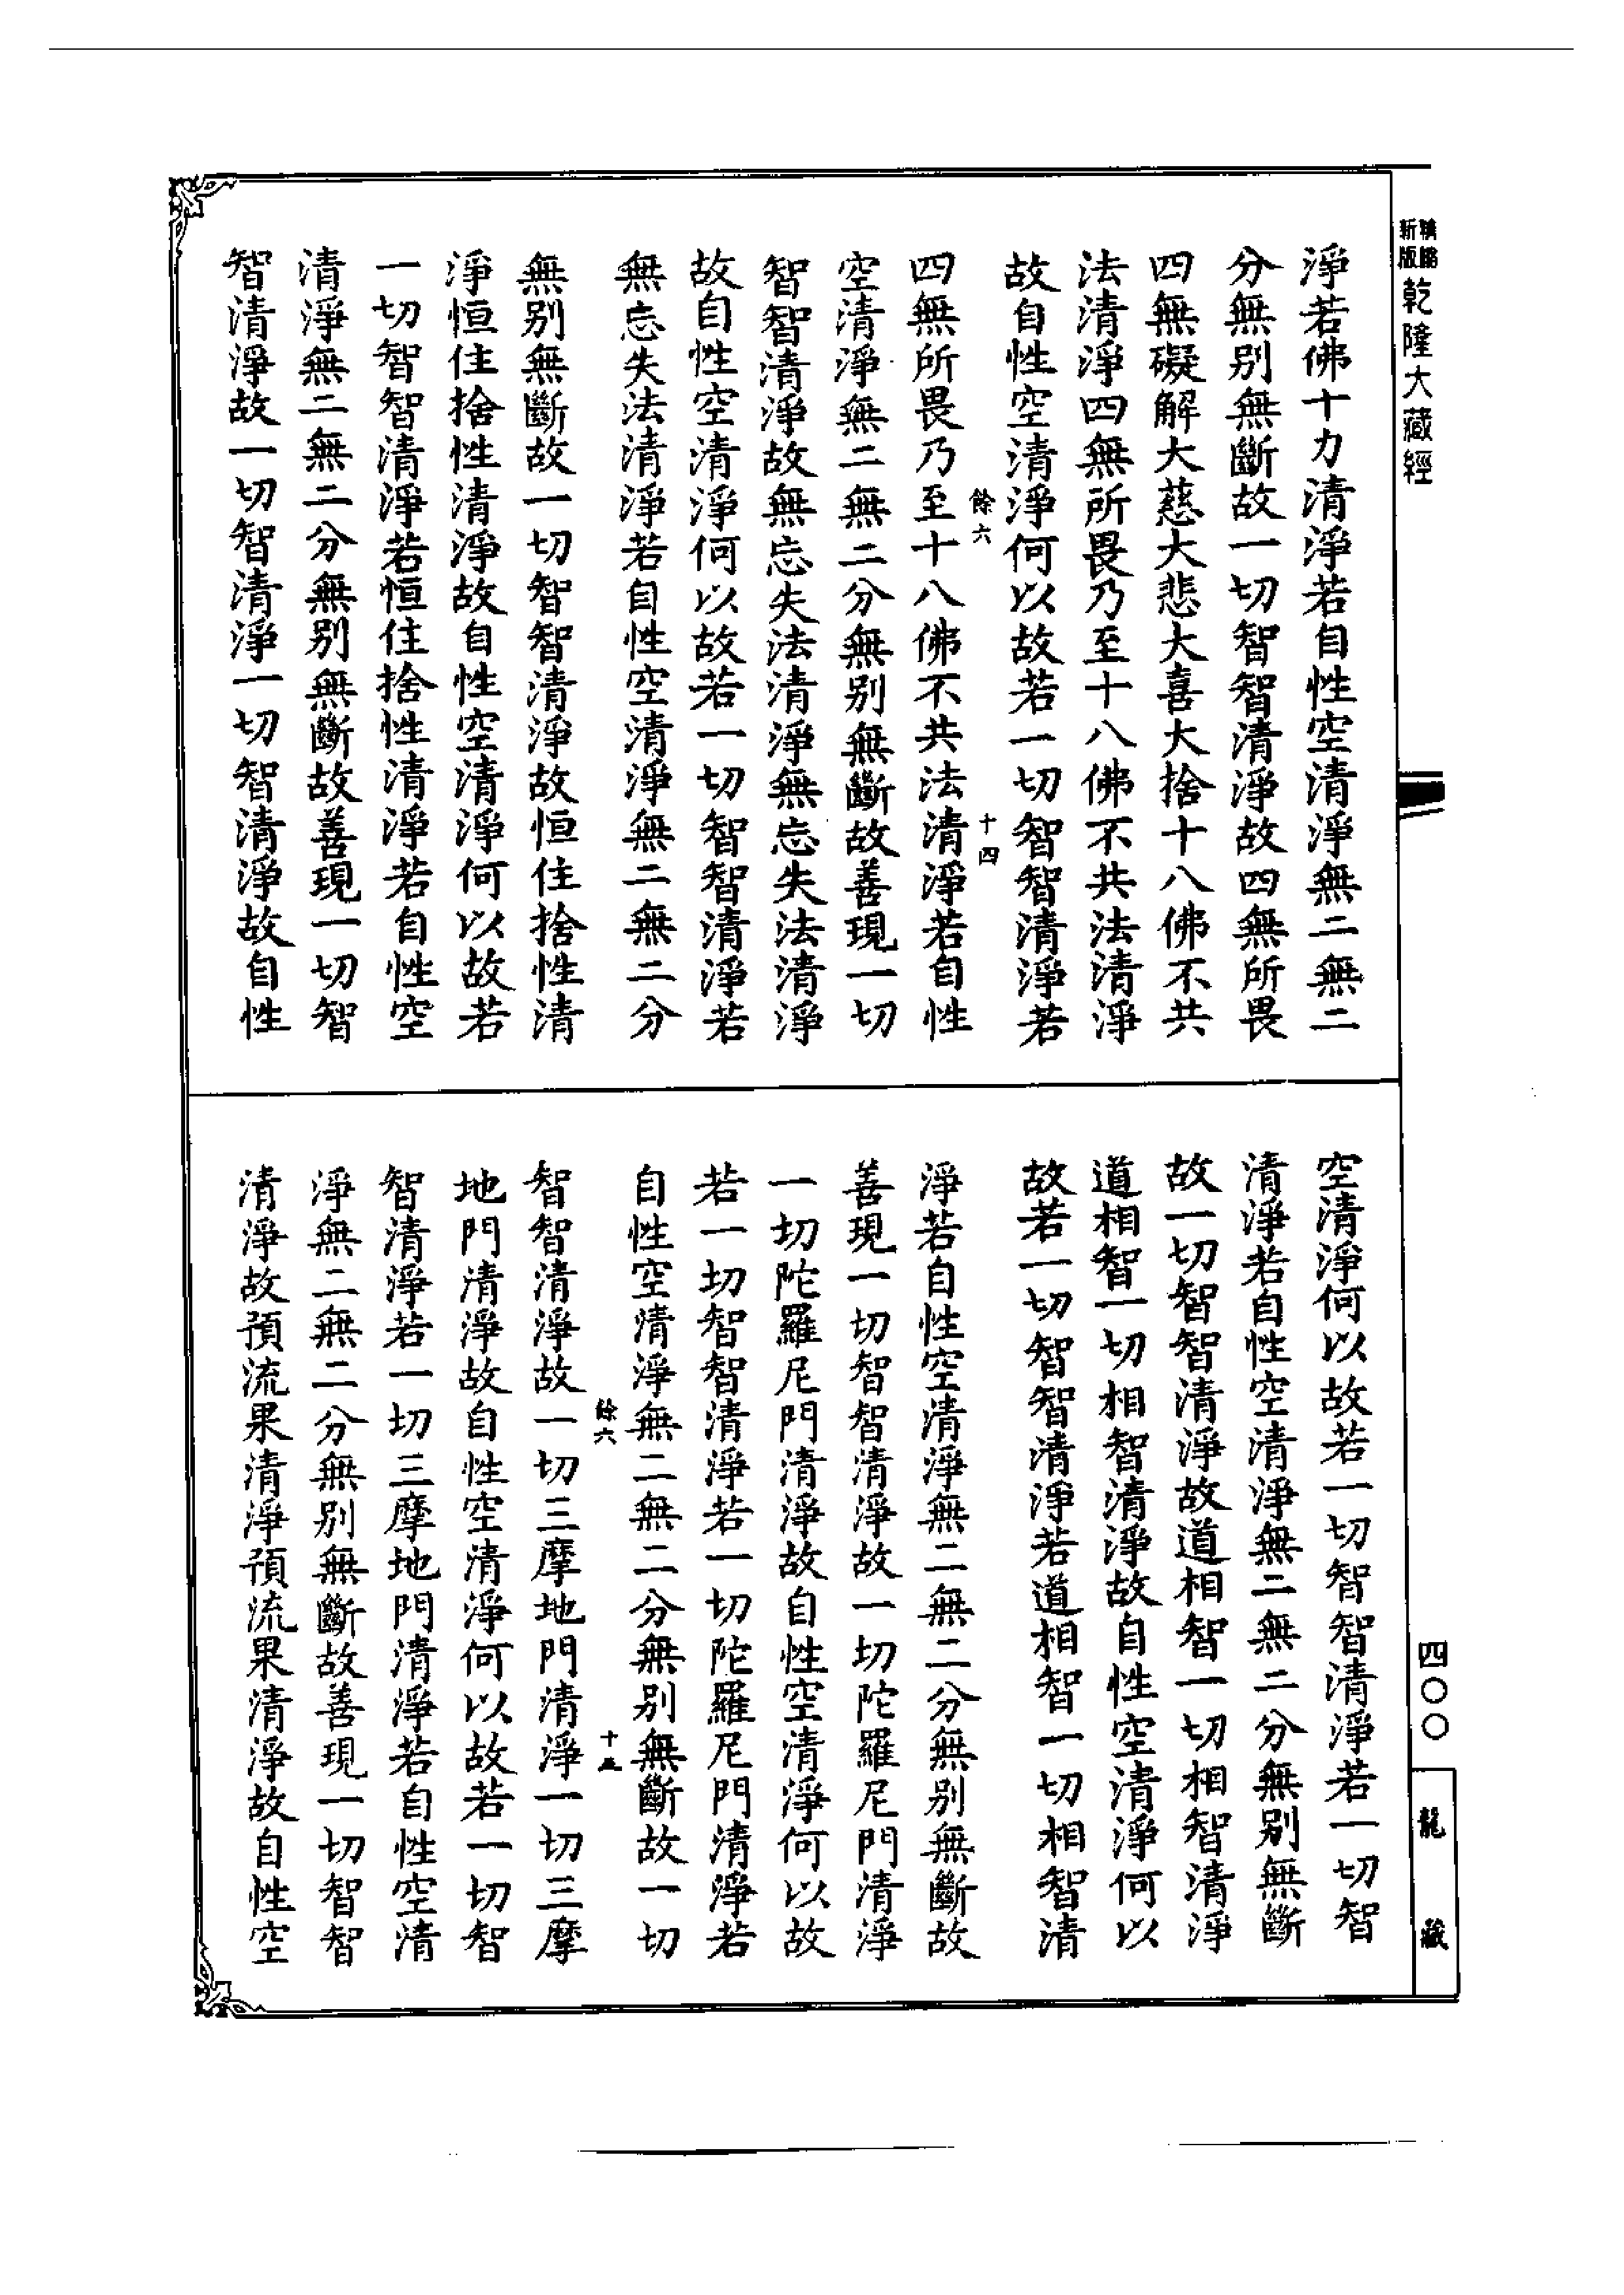 新版
乾隆大藏經
淨若佛十力清淨若自性空清淨無二無二
分無别無斷故一切智智清淨故四無所畏
四無礙解大慈大悲大喜大捨十八佛不共
法清淨四無所畏乃至十八佛不共法清淨
故自性空清淨何以故若一切智智清淨若
餘六
十四
四無所畏乃至十八佛不共法清淨若自性
空清淨無二無二分無别無斷故善現一切
智智清淨故無忘失法清淨無忘失法清淨
故自性空清淨何以故若一切智智清淨若
無忘失法清淨若自性空清淨無二無二分
無别無斷故一切智智清淨故恒住捨性清
淨恒住捨性清淨故自性空清淨何以故若
一切智智清淨若恒住捨性清淨若自性空
清淨無二無二分無别無斷故善現一切智
智清淨故一切智清淨一切智清淨故自性
空清淨何以故若一切智智清淨若一切智
清淨若自性空清淨無二無二分無别無斷
故一切智智清淨故道相智一切相智清淨
道相智一切相智清淨故自性空清淨何以
故若一切智智清淨若道相智一切相智清
淨若自性空清淨無二無二分無别無斷故
善現一切智智清淨故一切陀羅尼門清淨
一切陀羅尼門清淨故自性空清淨何以故
若一切智智清淨若一切陀羅尼門清淨若
自性空清淨無二無二分無别無斷故一切
餘六
十五
智智清淨故一切三摩地門清淨一切三摩
地門清淨故自性空清淨何以故若一切智
智清淨若一切三摩地門清淨若自性空清
淨無二無二分無别無斷故善現一切智智
清淨故預流果清淨預流果清淨故自性空
四〇〇
龍藏